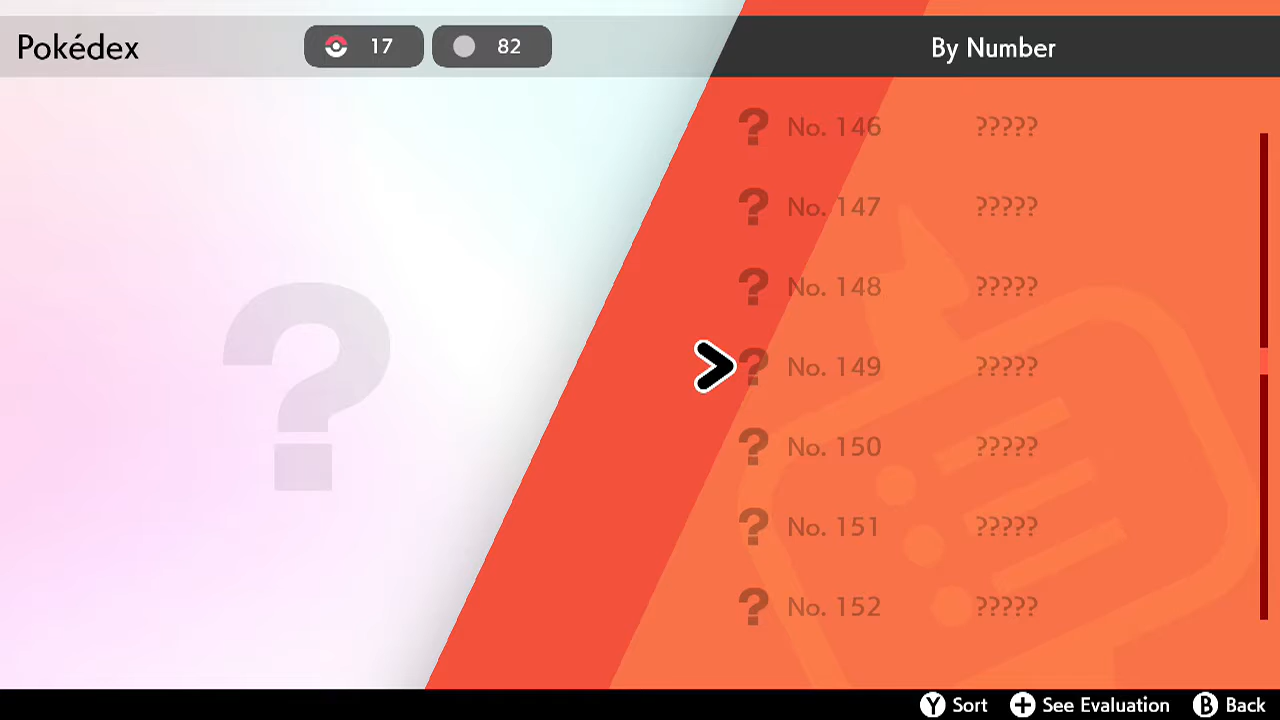 Pokédex 17 82 By Number
? No. 146 ?????
? No. 147 ?????
? No. 148 ?????
? No. 149 ?????
? No. 150 ?????
? No. 151 ?????
? No. 152 ?????
?
Y Sort + See Evaluation B Back